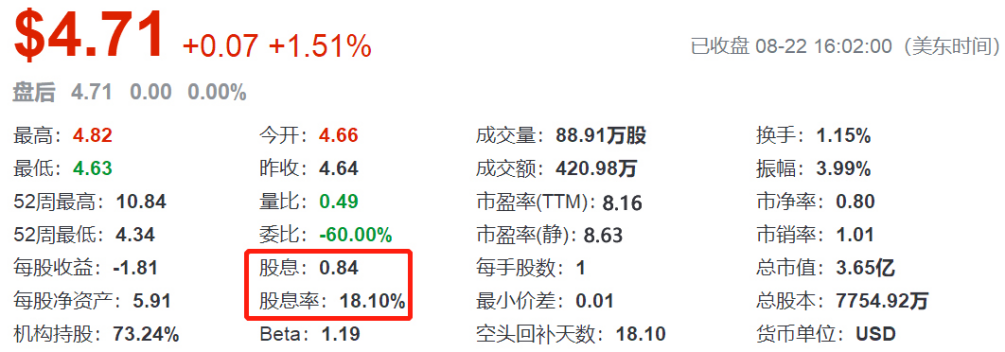 $4.71 +0.07 +1.51% 已收盘 08-22 16:02:00（美东时间）
盘后 4.71 0.00 0.00%
最高：4.82 今开：4.66 成交量：88.91万股 换手：1.15%
最低：4.63 昨收：4.64 成交额：420.98万 振幅：3.99%
52周最高：10.84 量比：0.49 市盈率(TTM)：8.16 市净率：0.80
52周最低：4.34 委比：-60.00% 市盈率(静)：8.63 市销率：1.01
每股收益：-1.81 股息：0.84 每手股数：1 总市值：3.65亿
每股净资产：5.91 股息率：18.10% 最小价差：0.01 总股本：7754.92万
机构持股：73.24% Beta：1.19 空头回补天数：18.10 货币单位：USD